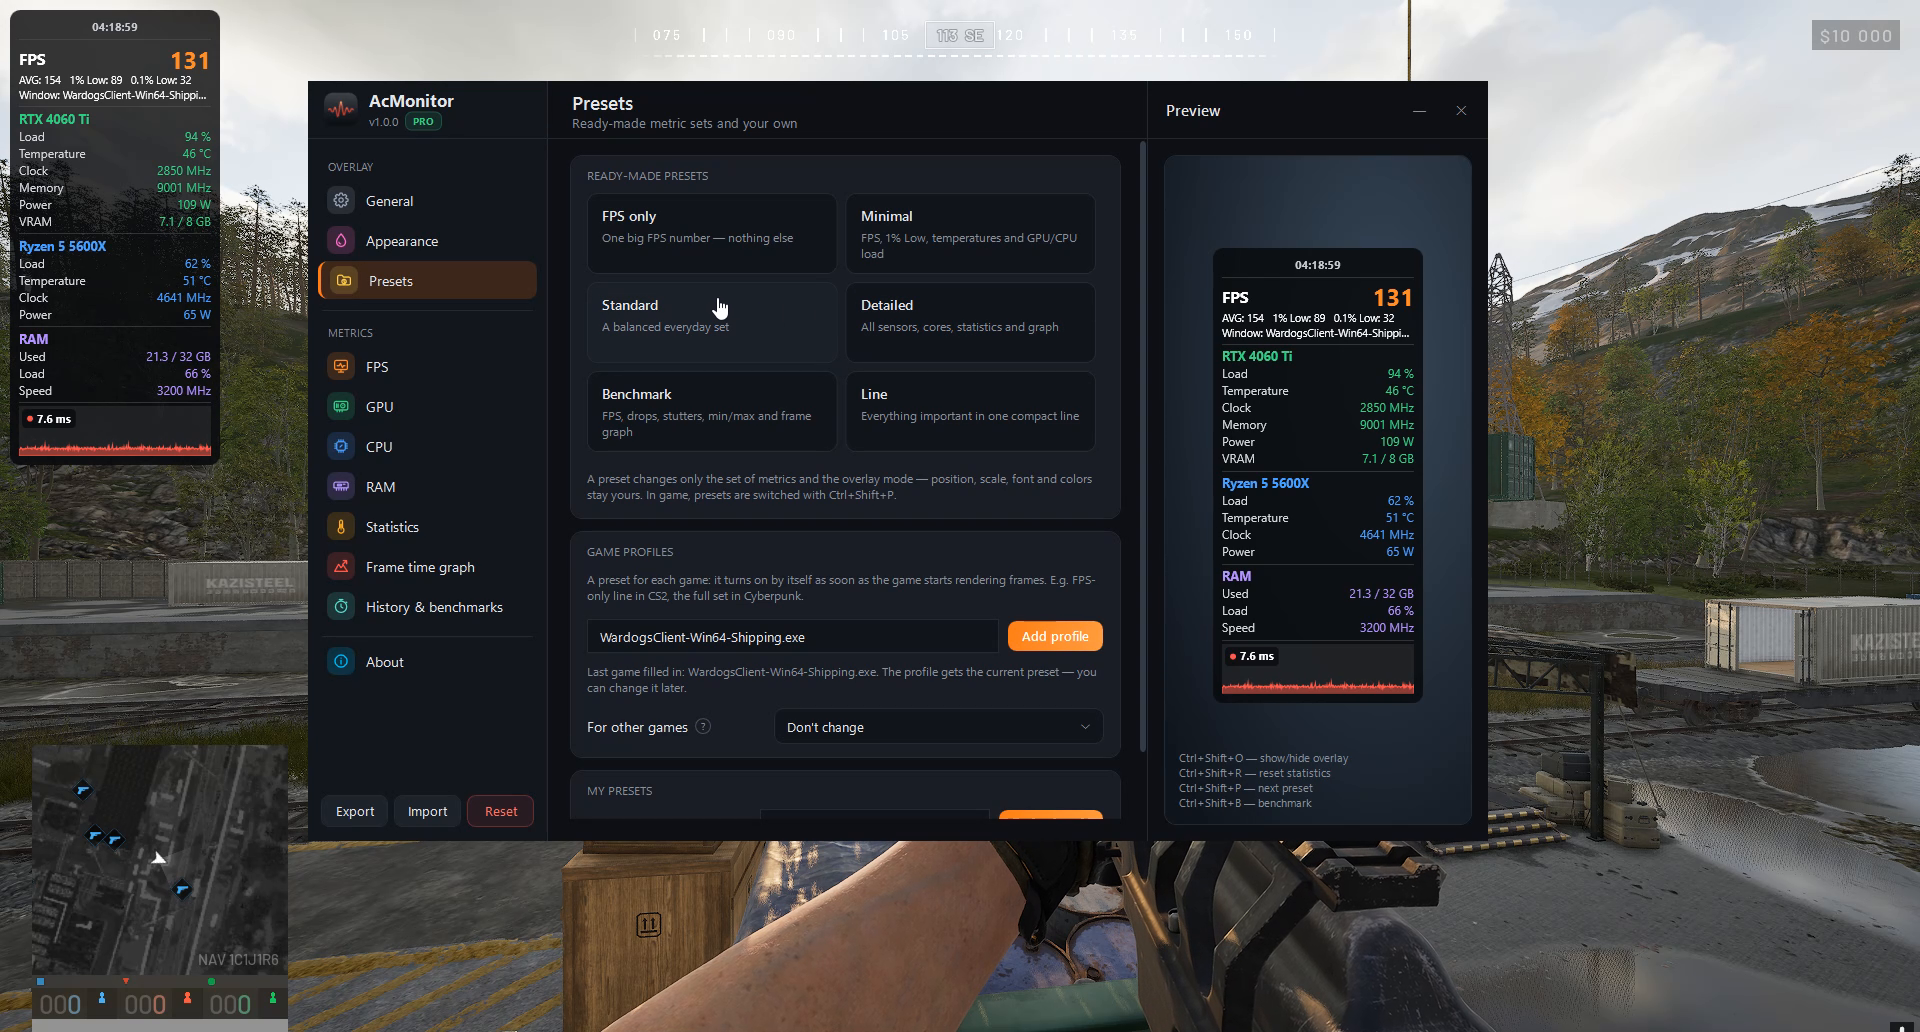 04:18:59
FPS 131
AVG: 154 1% Low: 89 0.1% Low: 32
Window: WardogsClient-Win64-Shippi...
RTX 4060 Ti
Load 94 %
Temperature 46 °C
Clock 2850 MHz
Memory 9001 MHz
Power 109 W
VRAM 7.1 / 8 GB
Ryzen 5 5600X
Load 62 %
Temperature 51 °C
Clock 4641 MHz
Power 65 W
RAM
Used 21.3 / 32 GB
Load 66 %
Speed 3200 MHz
7.6 ms
075 090 105 113 SE 120 135 150
$10 000
AcMonitor
v1.0.0 PRO
OVERLAY
General
Appearance
Presets
METRICS
FPS
GPU
CPU
RAM
Statistics
Frame time graph
History & benchmarks
About
Export Import Reset
Presets
Ready-made metric sets and your own
READY-MADE PRESETS
FPS only
One big FPS number — nothing else
Minimal
FPS, 1% Low, temperatures and GPU/CPU
load
Standard
A balanced everyday set
Detailed
All sensors, cores, statistics and graph
Benchmark
FPS, drops, stutters, min/max and frame
graph
Line
Everything important in one compact line
A preset changes only the set of metrics and the overlay mode — position, scale, font and colors
stay yours. In game, presets are switched with Ctrl+Shift+P.
GAME PROFILES
A preset for each game: it turns on by itself as soon as the game starts rendering frames. E.g. FPS-
only line in CS2, the full set in Cyberpunk.
WardogsClient-Win64-Shipping.exe Add profile
Last game filled in: WardogsClient-Win64-Shipping.exe. The profile gets the current preset — you
can change it later.
For other games ? Don't change
MY PRESETS
Preview
04:18:59
FPS 131
AVG: 154 1% Low: 89 0.1% Low: 32
Window: WardogsClient-Win64-Shippi...
RTX 4060 Ti
Load 94 %
Temperature 46 °C
Clock 2850 MHz
Memory 9001 MHz
Power 109 W
VRAM 7.1 / 8 GB
Ryzen 5 5600X
Load 62 %
Temperature 51 °C
Clock 4641 MHz
Power 65 W
RAM
Used 21.3 / 32 GB
Load 66 %
Speed 3200 MHz
7.6 ms
Ctrl+Shift+O — show/hide overlay
Ctrl+Shift+R — reset statistics
Ctrl+Shift+P — next preset
Ctrl+Shift+B — benchmark
KAZISTEEL
KAZISTE
NAV 1C1J1R6
000 000 000